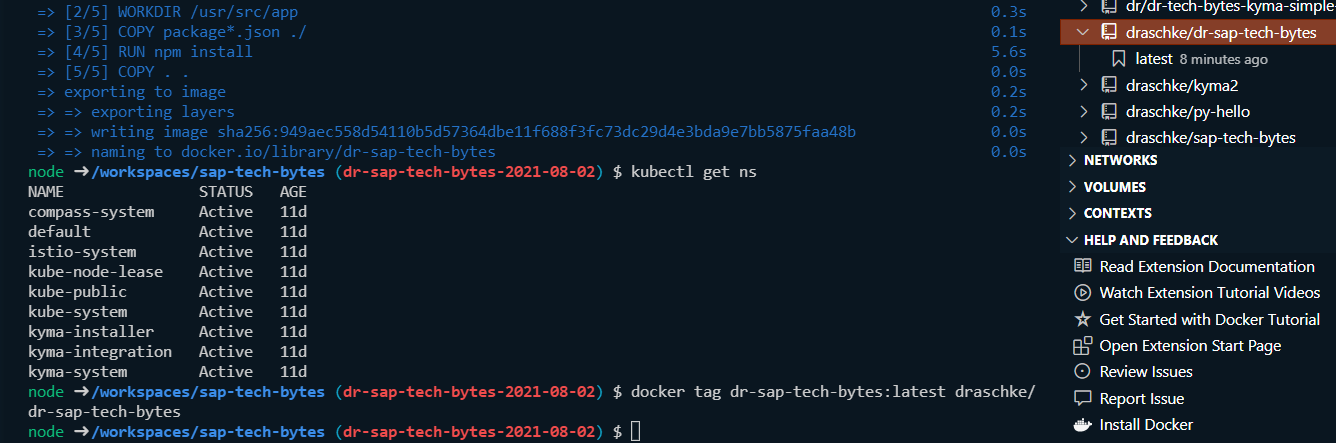 => [2/5] WORKDIR /usr/src/app 0.3s
=> [3/5] COPY package*.json ./ 0.1s
=> [4/5] RUN npm install 5.6s
=> [5/5] COPY . . 0.0s
=> exporting to image 0.2s
=> => exporting layers 0.2s
=> => writing image sha256:949aec558d54110b5d57364dbe11f688f3fc73dc29d4e3bda9e7bb5875faa48b 0.0s
=> => naming to docker.io/library/dr-sap-tech-bytes 0.0s
node ➜ /workspaces/sap-tech-bytes (dr-sap-tech-bytes-2021-08-02) $ kubectl get ns
NAME STATUS AGE
compass-system Active 11d
default Active 11d
istio-system Active 11d
kube-node-lease Active 11d
kube-public Active 11d
kube-system Active 11d
kyma-installer Active 11d
kyma-integration Active 11d
kyma-system Active 11d
node ➜ /workspaces/sap-tech-bytes (dr-sap-tech-bytes-2021-08-02) $ docker tag dr-sap-tech-bytes:latest draschke/
dr-sap-tech-bytes
node ➜ /workspaces/sap-tech-bytes (dr-sap-tech-bytes-2021-08-02) $
dr/dr-tech-bytes-kyma-simple-
draschke/dr-sap-tech-bytes
latest 8 minutes ago
draschke/kyma2
draschke/py-hello
draschke/sap-tech-bytes
NETWORKS
VOLUMES
CONTEXTS
HELP AND FEEDBACK
Read Extension Documentation
Watch Extension Tutorial Videos
Get Started with Docker Tutorial
Open Extension Start Page
Review Issues
Report Issue
Install Docker